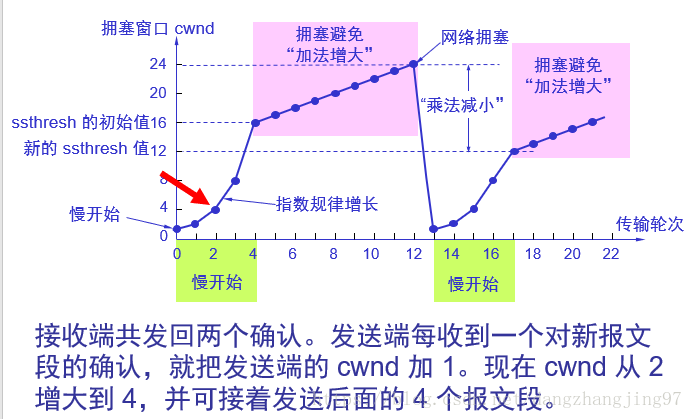 拥塞窗口 cwnd
拥塞避免
“加法增大”
网络拥塞
拥塞避免
“加法增大”
24
20
“乘法减小”
ssthresh 的初始值
16
新的 ssthresh 值
12
8
指数规律增长
4
慢开始
传输轮次
0
0 2 4 6 8 10 12 14 16 18 20 22
慢开始
慢开始
接收端共发回两个确认。发送端每收到一个对新报文
段的确认，就把发送端的 cwnd 加 1。现在 cwnd 从 2
增大到 4，并可接着发送后面的 4 个报文段。